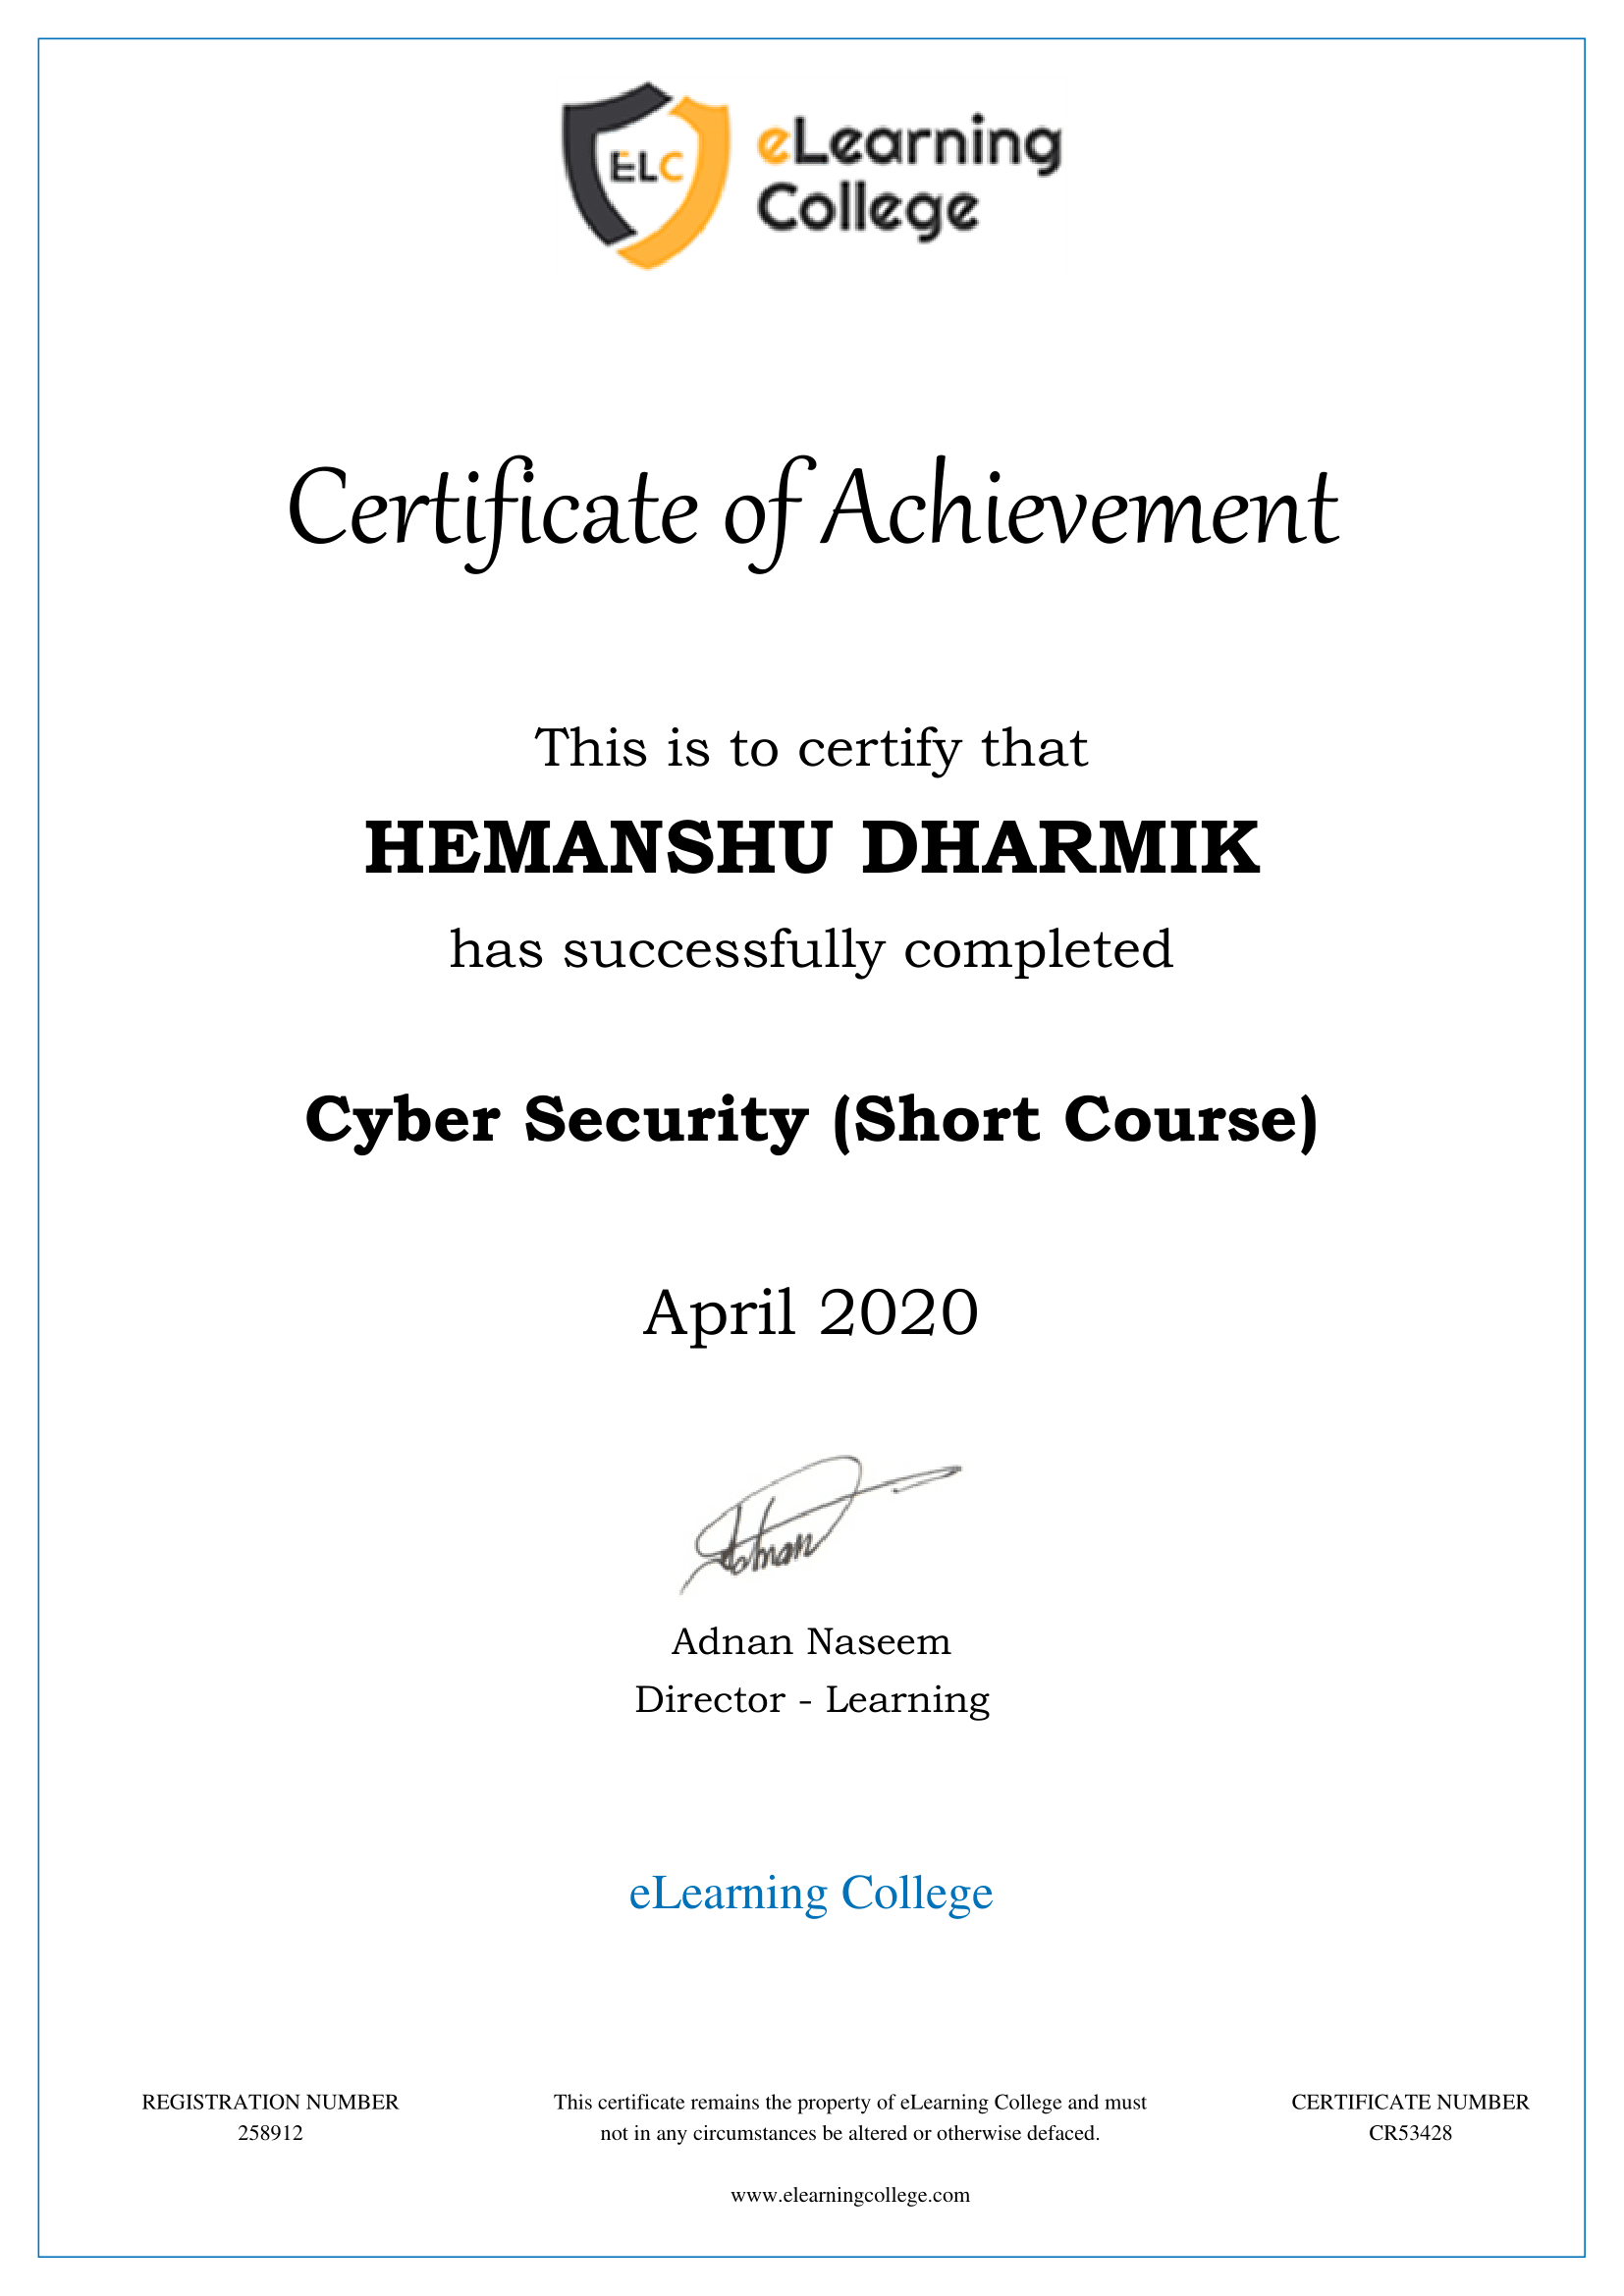 ELC
eLearning
College
Certificate of Achievement
This is to certify that
HEMANSHU DHARMIK
has successfully completed
Cyber Security (Short Course)
April 2020
Adnan
Adnan Naseem
Director - Learning
eLearning College
REGISTRATION NUMBER
258912
This certificate remains the property of eLearning College and must
not in any circumstances be altered or otherwise defaced.
www.elearningcollege.com
CERTIFICATE NUMBER
CR53428